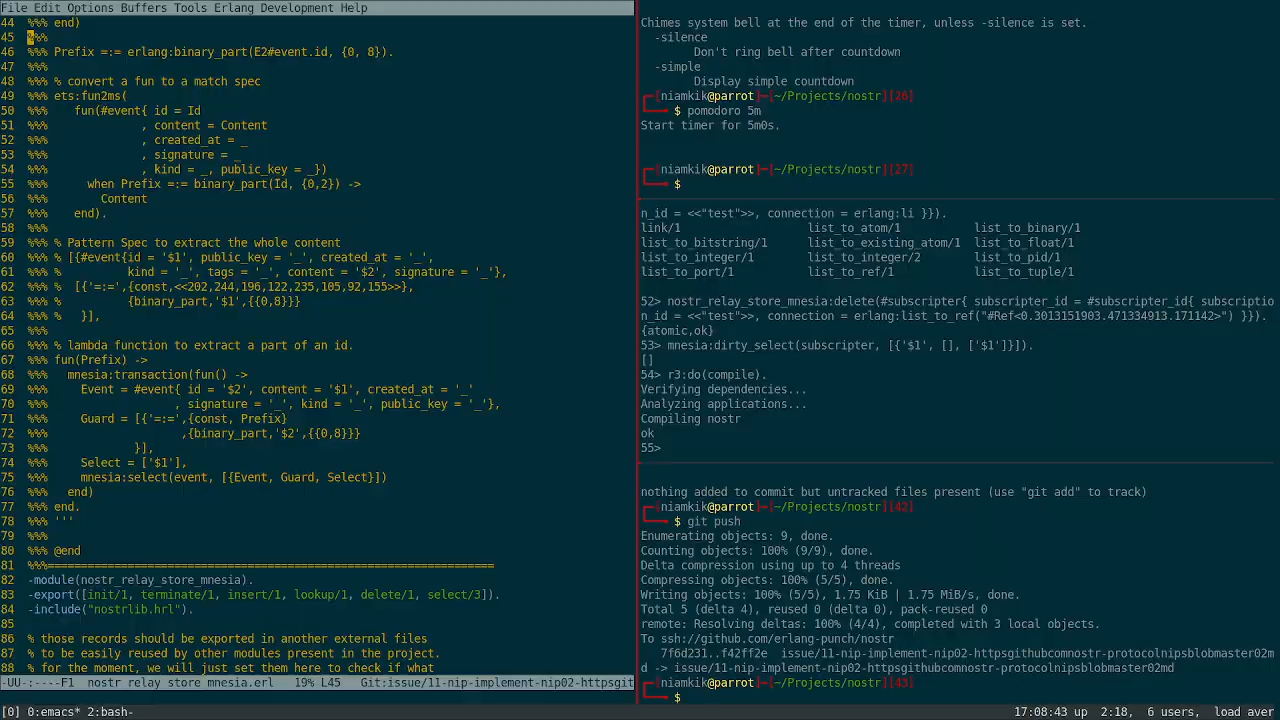 File Edit Options Buffers Tools Erlang Development Help
44 %%% end)
45 %%%
46 %%% Prefix =:= erlang:binary_part(E2#event.id, {0, 8}).
47 %%%
48 %%% % convert a fun to a match spec
49 %%% ets:fun2ms(
50 %%%    fun(#event{ id = Id
51 %%%              , content = Content
52 %%%              , created_at = _
53 %%%              , signature = _
54 %%%              , kind = _, public_key = _})
55 %%%      when Prefix =:= binary_part(Id, {0,2}) ->
56 %%%        Content
57 %%%    end).
58 %%%
59 %%% % Pattern Spec to extract the whole content
60 %%% % [{#event{id = '$1', public_key = '_', created_at = '_',
61 %%% %          kind = '_', tags = '_', content = '$2', signature = '_'},
62 %%% %  [{'=:=',{const,<<202,244,196,122,235,105,92,155>>},
63 %%% %          {binary_part,'$1',{{0,8}}}
64 %%% %   }],
65 %%%
66 %%% % lambda function to extract a part of an id.
67 %%% fun(Prefix) ->
68 %%%   mnesia:transaction(fun() ->
69 %%%     Event = #event{ id = '$2', content = '$1', created_at = '_'
70 %%%                   , signature = '_', kind = '_', public_key = '_'},
71 %%%     Guard = [{'=:=',{const, Prefix}
72 %%%                    ,{binary_part,'$2',{{0,8}}}
73 %%%             }],
74 %%%     Select = ['$1'],
75 %%%     mnesia:select(event, [{Event, Guard, Select}])
76 %%%   end)
77 %%% end.
78 %%% '''
79 %%%
80 %%% @end
81 %%%===================================================================
82 -module(nostr_relay_store_mnesia).
83 -export([init/1, terminate/1, insert/1, lookup/1, delete/1, select/3]).
84 -include("nostrlib.hrl").
85
86 % those records should be exported in another external files
87 % to be easily reused by other modules present in the project.
88 % for the moment, we will just set them here to check if what
-UU-:----F1  nostr_relay_store_mnesia.erl   19% L45   Git:issue/11-nip-implement-nip02-httpsgit
Chimes system bell at the end of the timer, unless -silence is set.
-silence
Don't ring bell after countdown
-simple
Display simple countdown
┌─[niamkik@parrot]─[~/Projects/nostr][26]
└──╼ $ pomodoro 5m
Start timer for 5m0s.
┌─[niamkik@parrot]─[~/Projects/nostr][27]
└──╼ $
n_id = <<"test">>, connection = erlang:li }}).
link/1 list_to_atom/1 list_to_binary/1
list_to_bitstring/1 list_to_existing_atom/1 list_to_float/1
list_to_integer/1 list_to_integer/2 list_to_pid/1
list_to_port/1 list_to_ref/1 list_to_tuple/1
52> nostr_relay_store_mnesia:delete(#subscripter{ subscripter_id = #subscripter_id{ subscriptio
n_id = <<"test">>, connection = erlang:list_to_ref("#Ref<0.3013151903.471334913.171142>") }}).
{atomic,ok}
53> mnesia:dirty_select(subscripter, [{'$1', [], ['$1']}]).
[]
54> r3:do(compile).
Verifying dependencies...
Analyzing applications...
Compiling nostr
ok
55>
nothing added to commit but untracked files present (use "git add" to track)
┌─[niamkik@parrot]─[~/Projects/nostr][42]
└──╼ $ git push
Enumerating objects: 9, done.
Counting objects: 100% (9/9), done.
Delta compression using up to 4 threads
Compressing objects: 100% (5/5), done.
Writing objects: 100% (5/5), 1.75 KiB | 1.75 MiB/s, done.
Total 5 (delta 4), reused 0 (delta 0), pack-reused 0
remote: Resolving deltas: 100% (4/4), completed with 3 local objects.
To ssh://github.com/erlang-punch/nostr
7f6d231..f42ff2e  issue/11-nip-implement-nip02-httpsgithubcomnostr-protocolnipsblobmaster02m
d -> issue/11-nip-implement-nip02-httpsgithubcomnostr-protocolnipsblobmaster02md
┌─[niamkik@parrot]─[~/Projects/nostr][43]
└──╼ $
[0] 0:emacs* 2:bash- 17:08:43 up  2:18,  6 users,  load aver